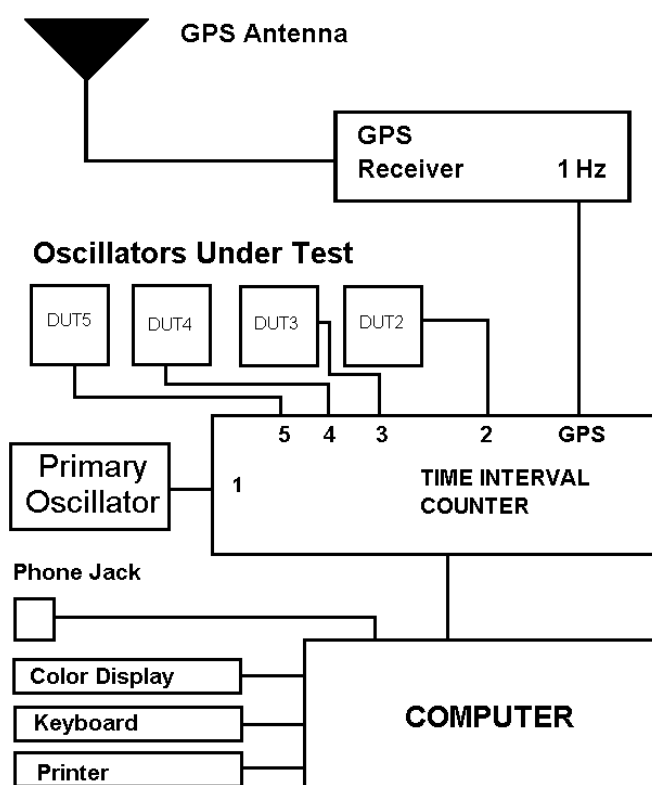 GPS Antenna
GPS
Receiver 1 Hz
Oscillators Under Test
DUT5 DUT4 DUT3 DUT2
5 4 3 2 GPS
Primary
Oscillator
1
TIME INTERVAL
COUNTER
Phone Jack
Color Display
Keyboard
Printer
COMPUTER